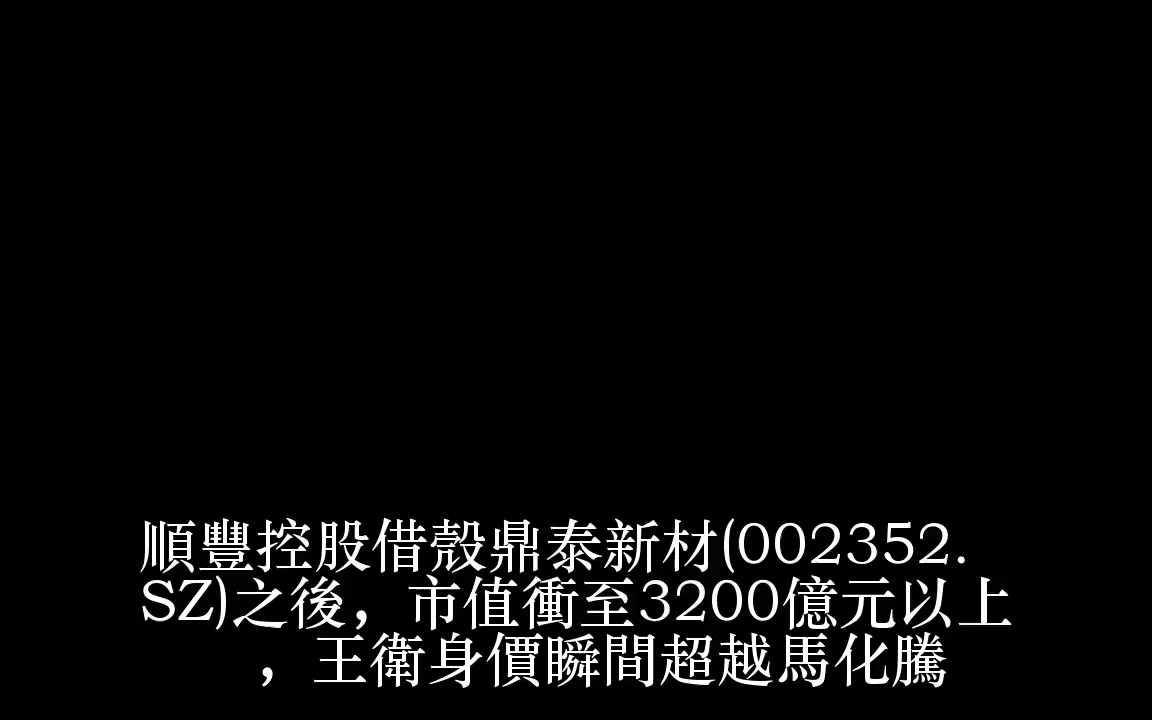 順豐控股借殼鼎泰新材(002352.
SZ)之後，市值衝至3200億元以上
，王衛身價瞬間超越馬化騰